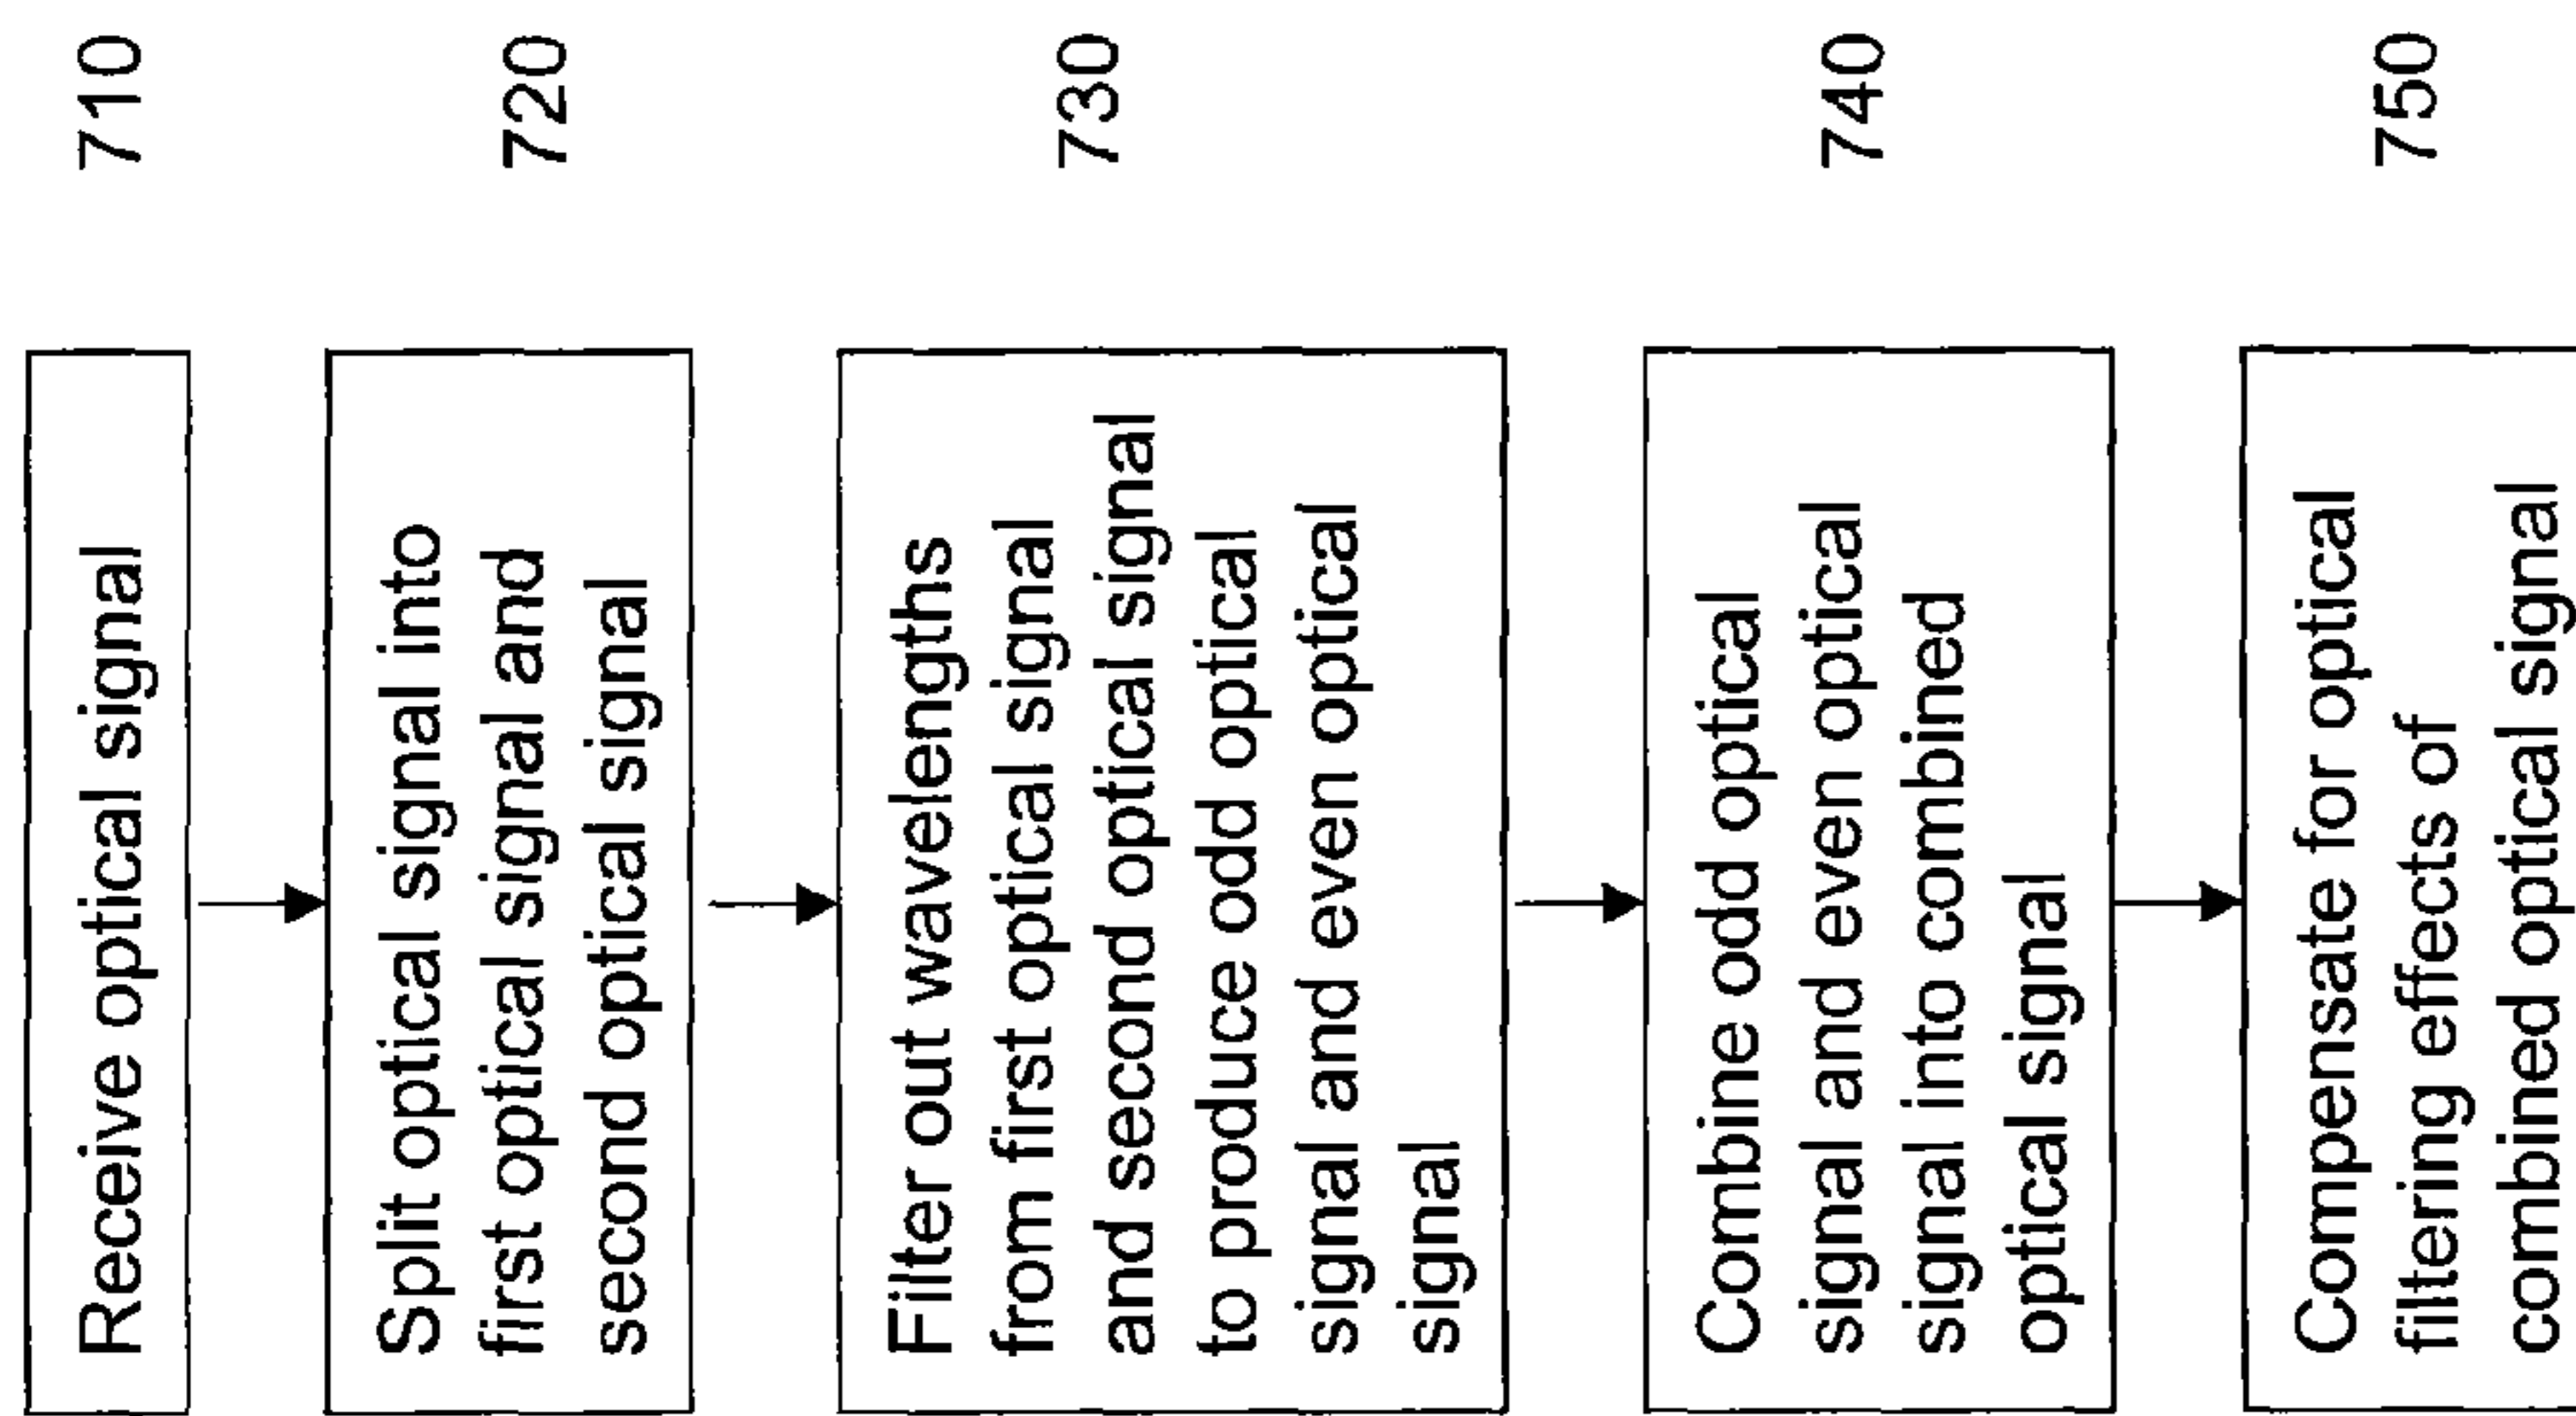 Receive optical signal
710
Split optical signal into
first optical signal and
second optical signal
720
Filter out wavelengths
from first optical signal
and second optical signal
to produce odd optical
signal and even optical
signal
730
Combine odd optical
signal and even optical
signal into combined
optical signal
740
Compensate for optical
filtering effects of
combined optical signal
750